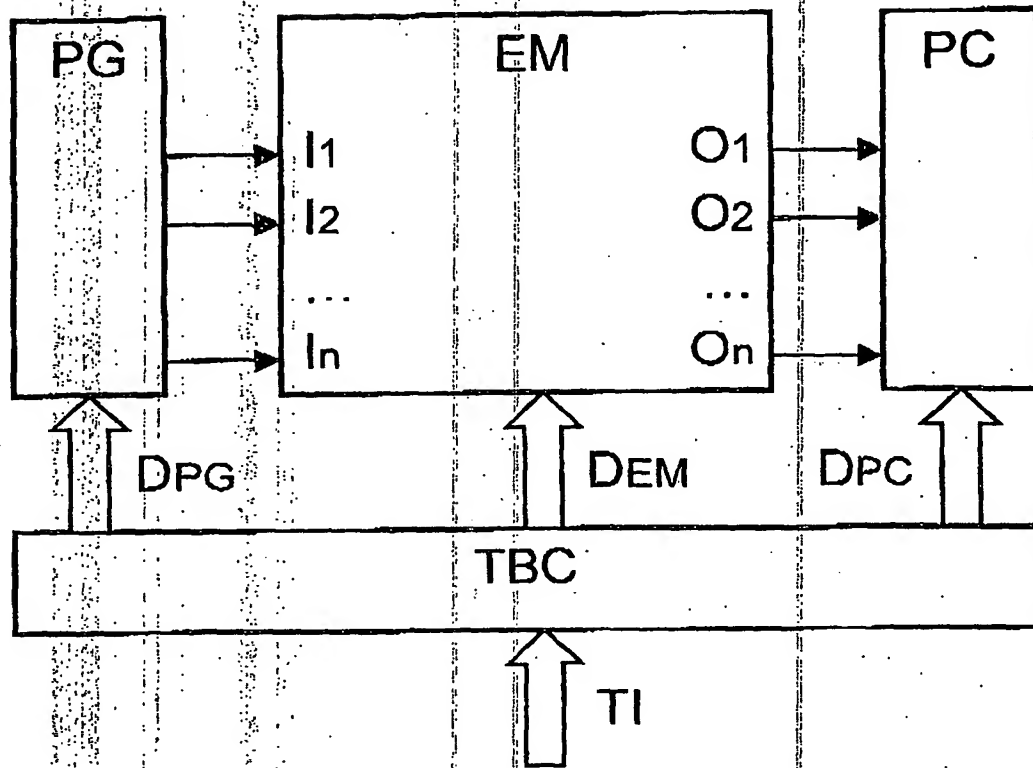 PG EM PC
I1 O1
I2 O2
... ...
In On
DPG DEM DPC
TBC
TI